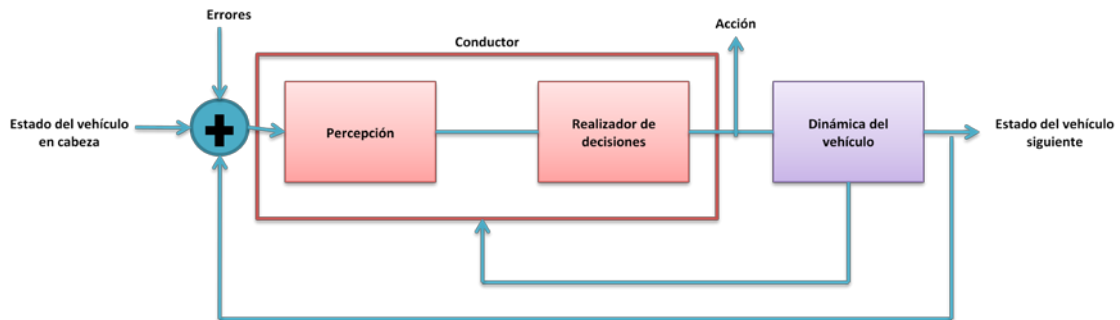 Errores
Acción
Conductor
Estado del vehículo
en cabeza
+
Percepción
Realizador de
decisiones
Dinámica del
vehículo
Estado del vehículo
siguiente